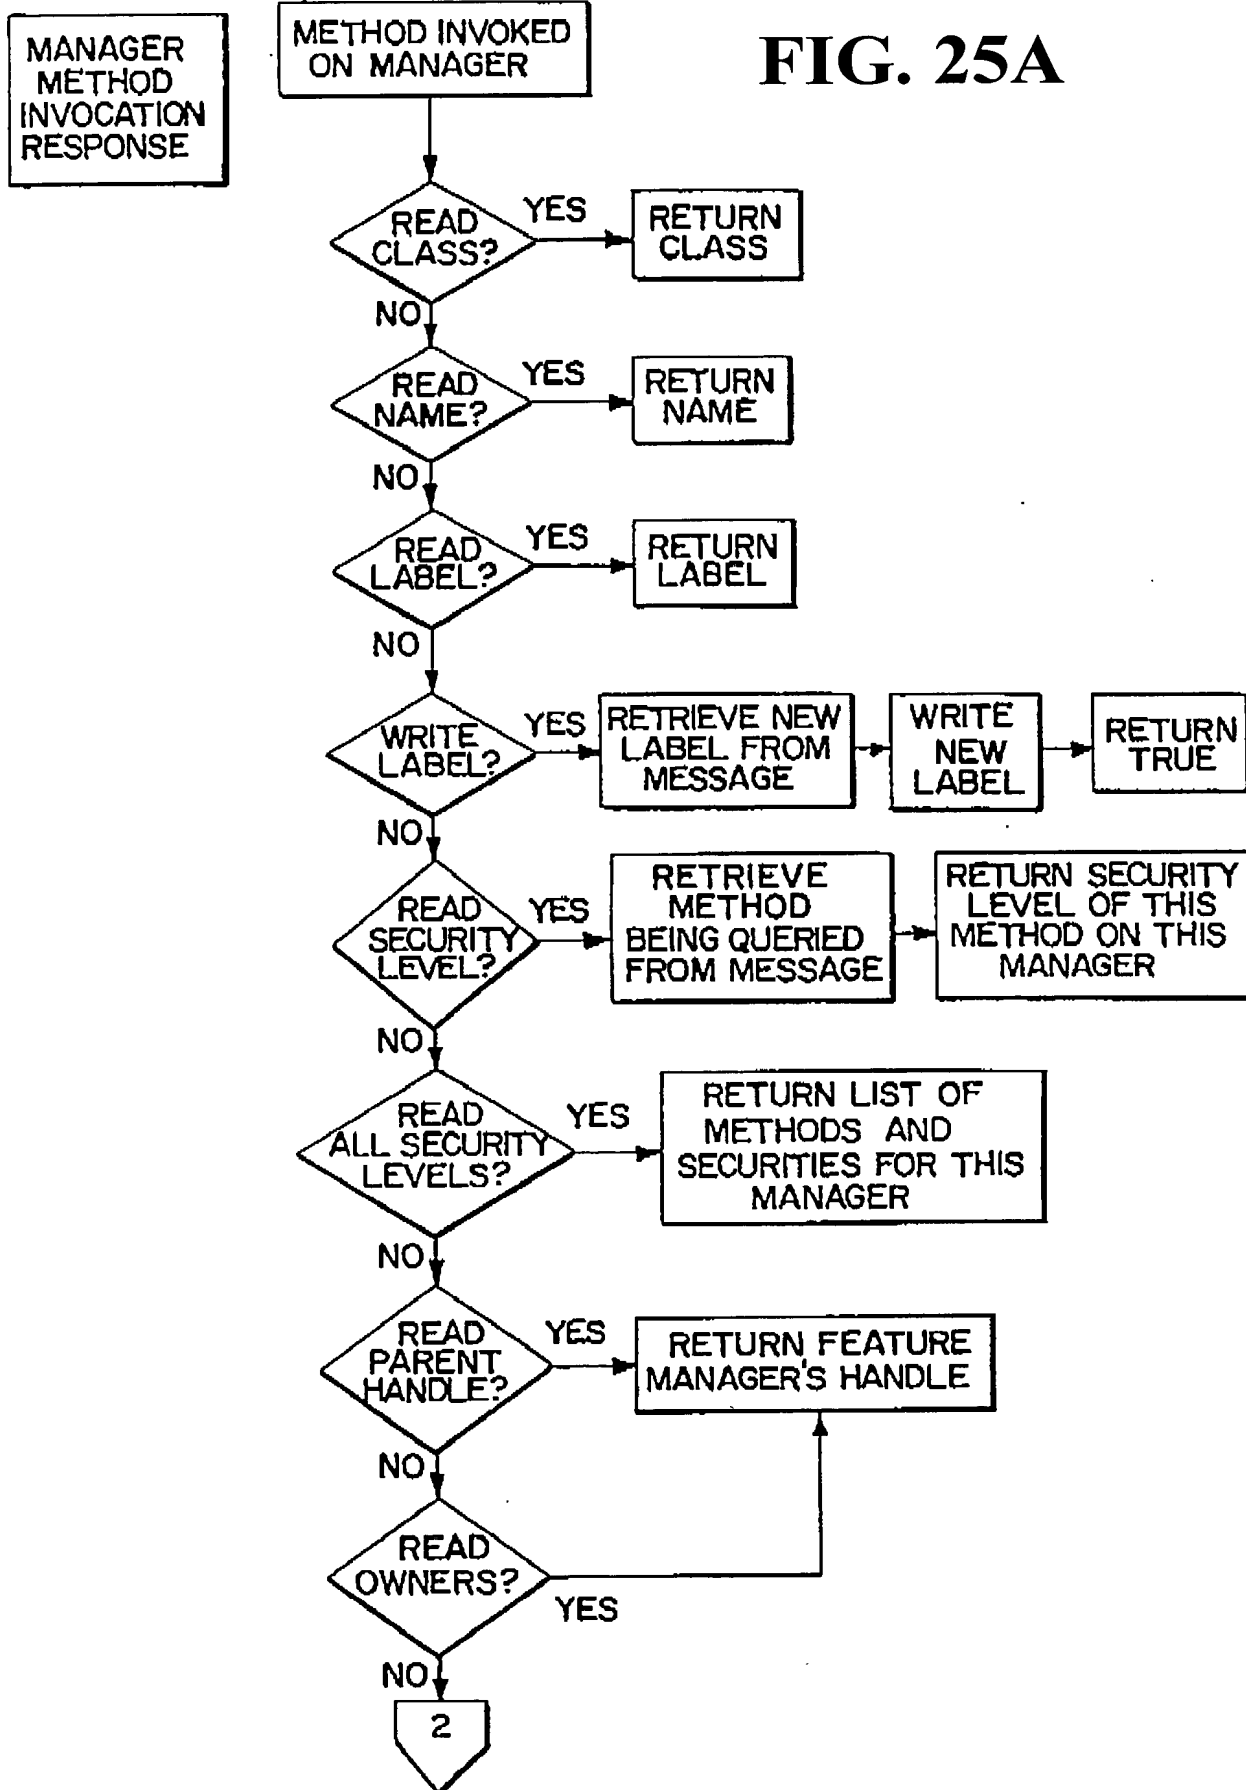 MANAGER
METHOD
INVOCATION
RESPONSE
METHOD INVOKED
ON MANAGER
FIG. 25A
READ
CLASS?
YES
RETURN
CLASS
NO
READ
NAME?
YES
RETURN
NAME
NO
READ
LABEL?
YES
RETURN
LABEL
NO
WRITE
LABEL?
YES
RETRIEVE NEW
LABEL FROM
MESSAGE
WRITE
NEW
LABEL
RETURN
TRUE
NO
READ
SECURITY
LEVEL?
YES
RETRIEVE
METHOD
BEING QUERIED
FROM MESSAGE
RETURN SECURITY
LEVEL OF THIS
METHOD ON THIS
MANAGER
NO
READ
ALL SECURITY
LEVELS?
YES
RETURN LIST OF
METHODS AND
SECURITIES FOR THIS
MANAGER
NO
READ
PARENT
HANDLE?
YES
RETURN FEATURE
MANAGER'S HANDLE
NO
READ
OWNERS?
YES
NO
2